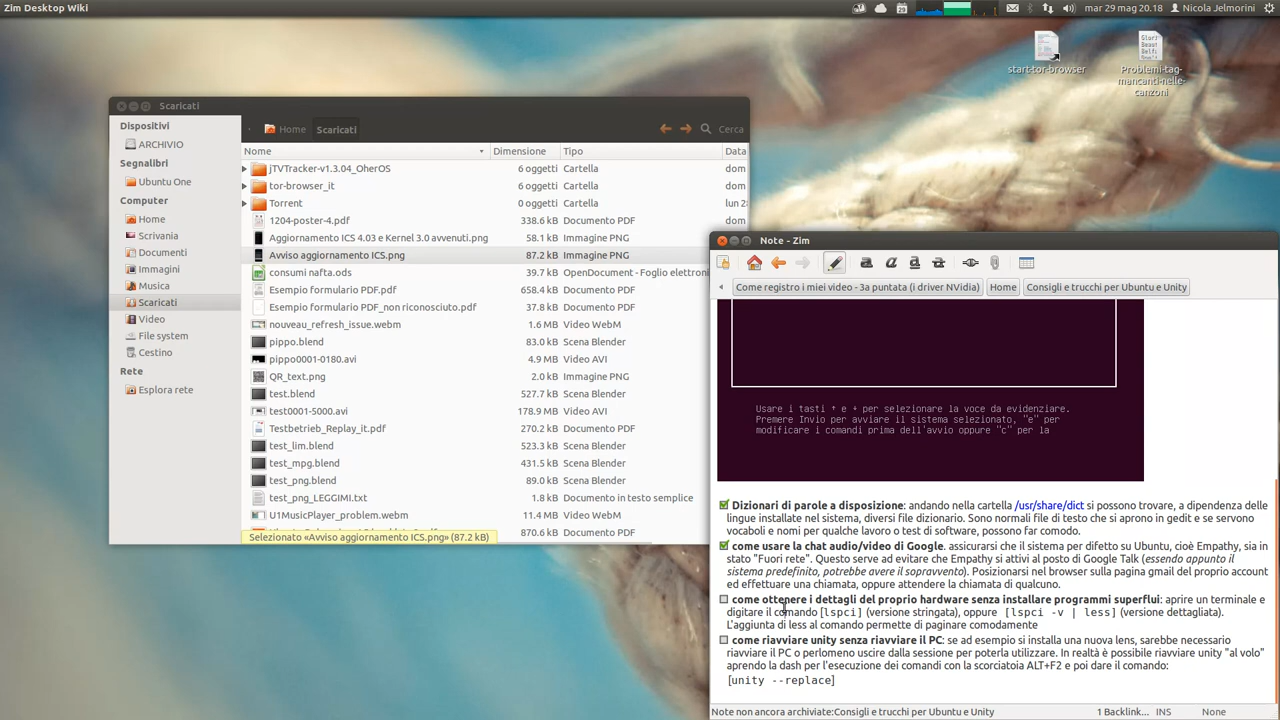 Zim Desktop Wiki
mar 29 mag 20.18
Nicola Jelmorini
start-tor-browser
Problemi-tag-
mancanti-nelle-
canzoni
Scaricati
Dispositivi
ARCHIVIO
Segnalibri
Ubuntu One
Computer
Home
Scrivania
Documenti
Immagini
Musica
Scaricati
Video
File system
Cestino
Rete
Esplora rete
Home Scaricati Cerca
Nome Dimensione Tipo Data
jTVTracker-v1.3.04_OherOS 6 oggetti Cartella dom
tor-browser_it 6 oggetti Cartella dom
Torrent 0 oggetti Cartella lun 2
1204-poster-4.pdf 338.6 kB Documento PDF dom
Aggiornamento ICS 4.03 e Kernel 3.0 avvenuti.png 58.1 kB Immagine PNG
Avviso aggiornamento ICS.png 87.2 kB Immagine PNG
consumi nafta.ods 39.7 kB OpenDocument - Foglio elettroni
Esempio formulario PDF.pdf 658.4 kB Documento PDF
Esempio formulario PDF_non riconosciuto.pdf 37.8 kB Documento PDF
nouveau_refresh_issue.webm 1.6 MB Video WebM
pippo.blend 83.0 kB Scena Blender
pippo0001-0180.avi 4.9 MB Video AVI
QR_text.png 2.0 kB Immagine PNG
test.blend 527.7 kB Scena Blender
test0001-5000.avi 178.9 MB Video AVI
Testbetrieb_Replay_it.pdf 270.2 kB Documento PDF
test_lim.blend 523.3 kB Scena Blender
test_mpg.blend 431.5 kB Scena Blender
test_png.blend 89.0 kB Scena Blender
test_png_LEGGIMI.txt 1.8 kB Documento in testo semplice
U1MusicPlayer_problem.webm 11.4 MB Video WebM
870.6 kB Documento PDF
Selezionato «Avviso aggiornamento ICS.png» (87.2 kB)
Note - Zim
Come registro i miei video - 3a puntata (i driver NVidia) Home Consigli e trucchi per Ubuntu e Unity
Usare i tasti ↑ e ↓ per selezionare la voce da evidenziare.
Premere Invio per avviare il sistema selezionato, "e" per
modificare i comandi prima dell'avvio oppure "c" per la
Dizionari di parole a disposizione: andando nella cartella /usr/share/dict si possono trovare, a dipendenza delle
lingue installate nel sistema, diversi file dizionario. Sono normali file di testo che si aprono in gedit e se servono
vocaboli e nomi per qualche lavoro o test di software, possono far comodo.
come usare la chat audio/video di Google. assicurarsi che il sistema per difetto su Ubuntu, cioè Empathy, sia in
stato "Fuori rete". Questo serve ad evitare che Empathy si attivi al posto di Google Talk (essendo appunto il
sistema predefinito, potrebbe avere il sopravvento). Posizionarsi nel browser sulla pagina gmail del proprio account
ed effettuare una chiamata, oppure attendere la chiamata di qualcuno.
come ottenere i dettagli del proprio hardware senza installare programmi superflui: aprire un terminale e
digitare il comando [lspci] (versione stringata), oppure [lspci -v | less] (versione dettagliata).
L'aggiunta di less al comando permette di paginare comodamente
come riavviare unity senza riavviare il PC: se ad esempio si installa una nuova lens, sarebbe necessario
riavviare il PC o perlomeno uscire dalla sessione per poterla utilizzare. In realtà è possibile riavviare unity "al volo"
aprendo la dash per l'esecuzione dei comandi con la scorciatoia ALT+F2 e poi dare il comando:
[unity --replace]
Note non ancora archiviate:Consigli e trucchi per Ubuntu e Unity 1 Backlink... INS None